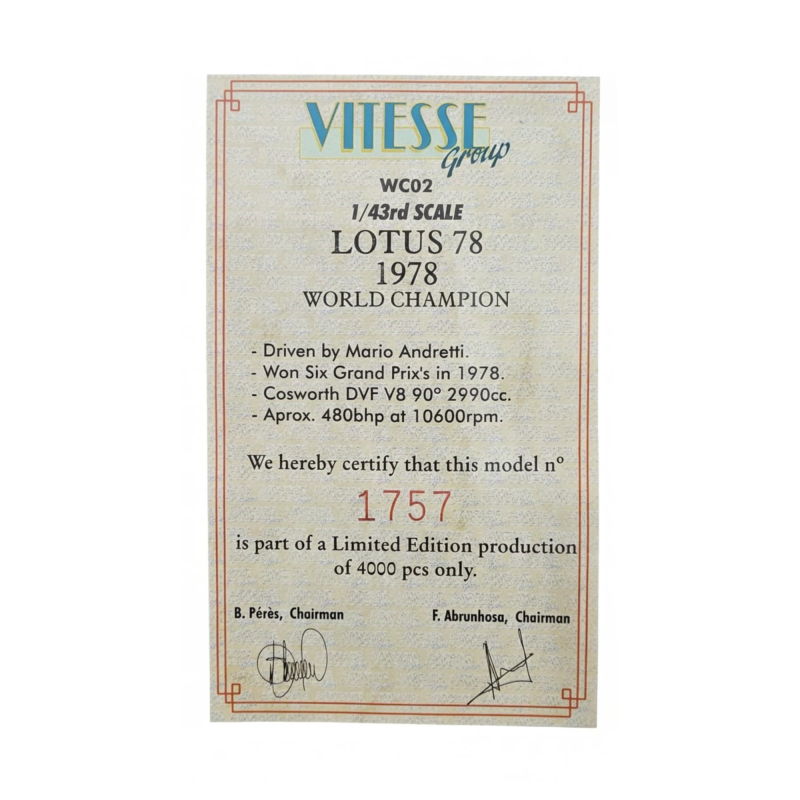 VITESSE
Group
WC02
1/43rd SCALE
LOTUS 78
1978
WORLD CHAMPION
- Driven by Mario Andretti.
- Won Six Grand Prix's in 1978.
- Cosworth DVF V8 90º 2990cc.
- Aprox. 480bhp at 10600rpm.
We hereby certify that this model nº
1757
is part of a Limited Edition production
of 4000 pcs only.
B. Pérès, Chairman F. Abrunhosa, Chairman